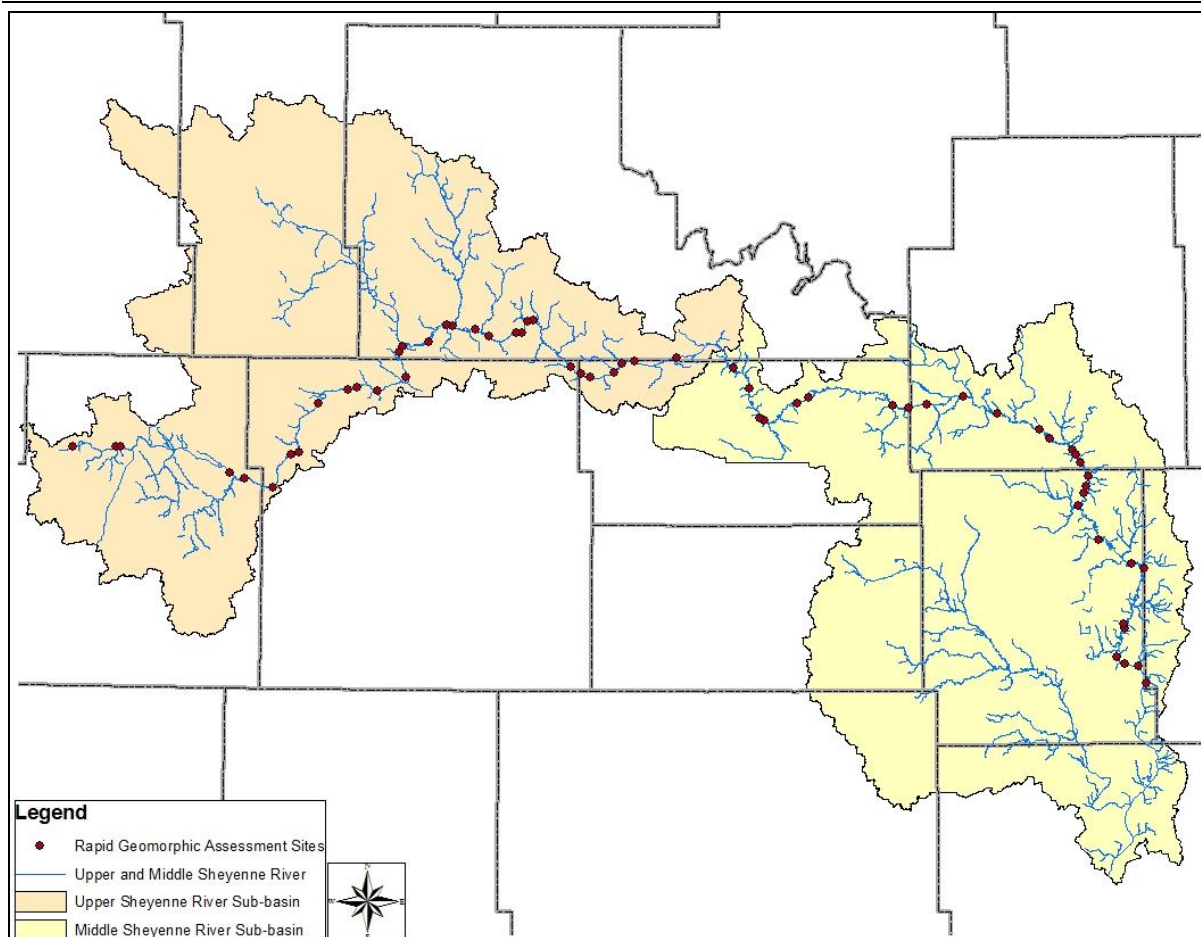 Legend
Rapid Geomorphic Assessment Sites
Upper and Middle Sheyenne River
Upper Sheyenne River Sub-basin
Middle Sheyenne River Sub-basin